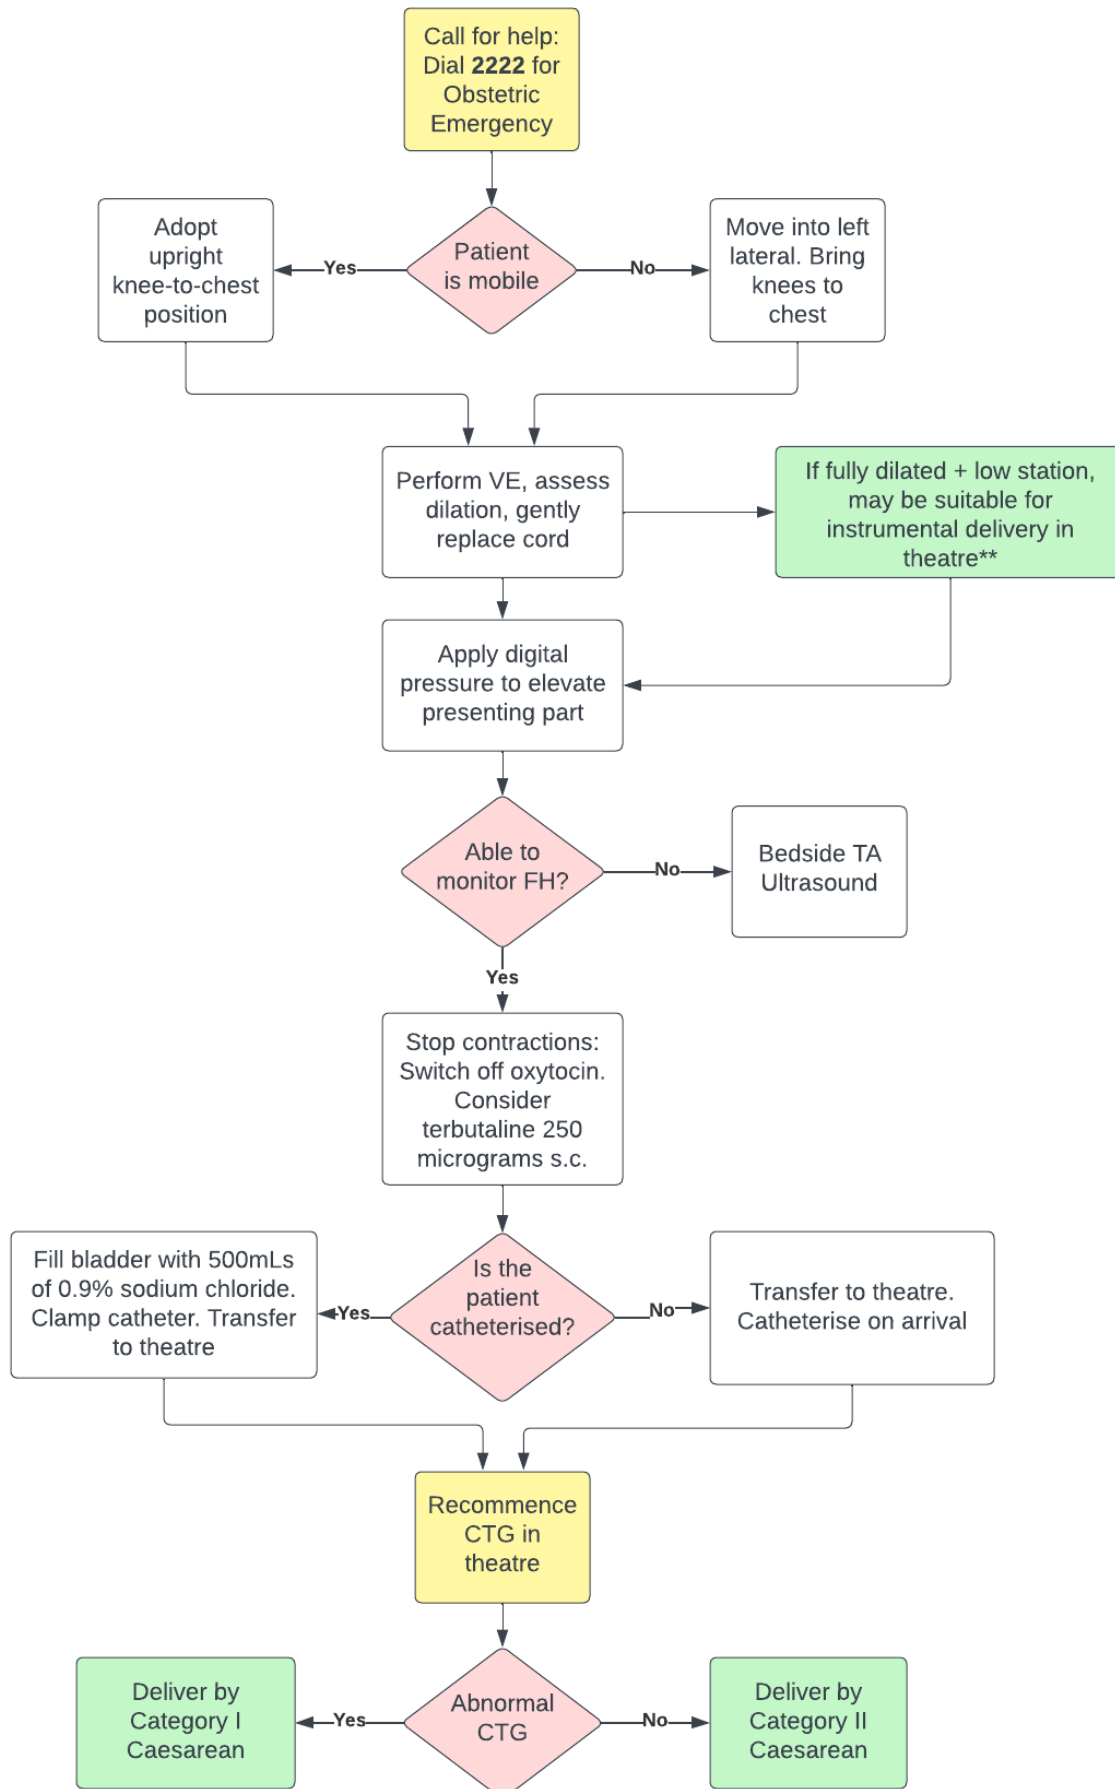 Call for help:
Dial 2222 for
Obstetric
Emergency
Patient
is mobile
Yes
No
Adopt
upright
knee-to-chest
position
Move into left
lateral. Bring
knees to
chest
Perform VE, assess
dilation, gently
replace cord
If fully dilated + low station,
may be suitable for
instrumental delivery in
theatre**
Apply digital
pressure to elevate
presenting part
Able to
monitor FH?
No
Bedside TA
Ultrasound
Yes
Stop contractions:
Switch off oxytocin.
Consider
terbutaline 250
micrograms s.c.
Is the
patient
catheterised?
Yes
No
Fill bladder with 500mLs
of 0.9% sodium chloride.
Clamp catheter. Transfer
to theatre
Transfer to theatre.
Catheterise on arrival
Recommence
CTG in
theatre
Abnormal
CTG
Yes
No
Deliver by
Category I
Caesarean
Deliver by
Category II
Caesarean